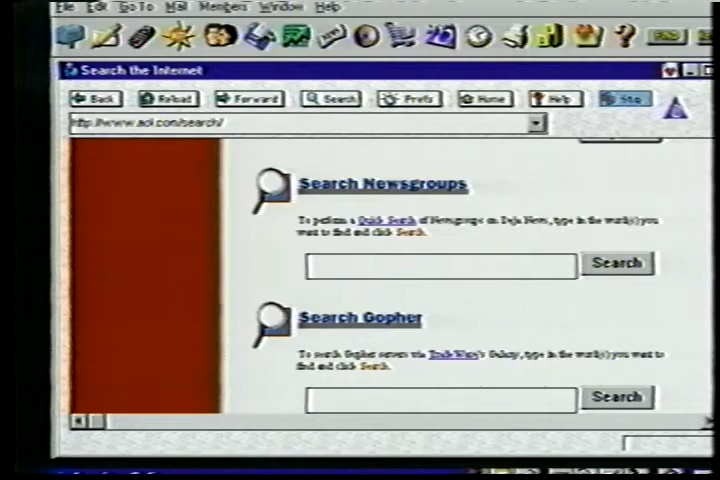 File Edit Go To Mail Members Window Help
Search the Internet
Back Reload Forward Search Prefs Home Help Stop
http://www.aol.com/search/
Search Newsgroups
To perform a Quick Search of Newsgroups on Deja News, type in the word(s) you
want to find and click Search.
Search
Search Gopher
To search Gopher servers via TradeWave's Galaxy, type in the word(s) you want to
find and click Search.
Search